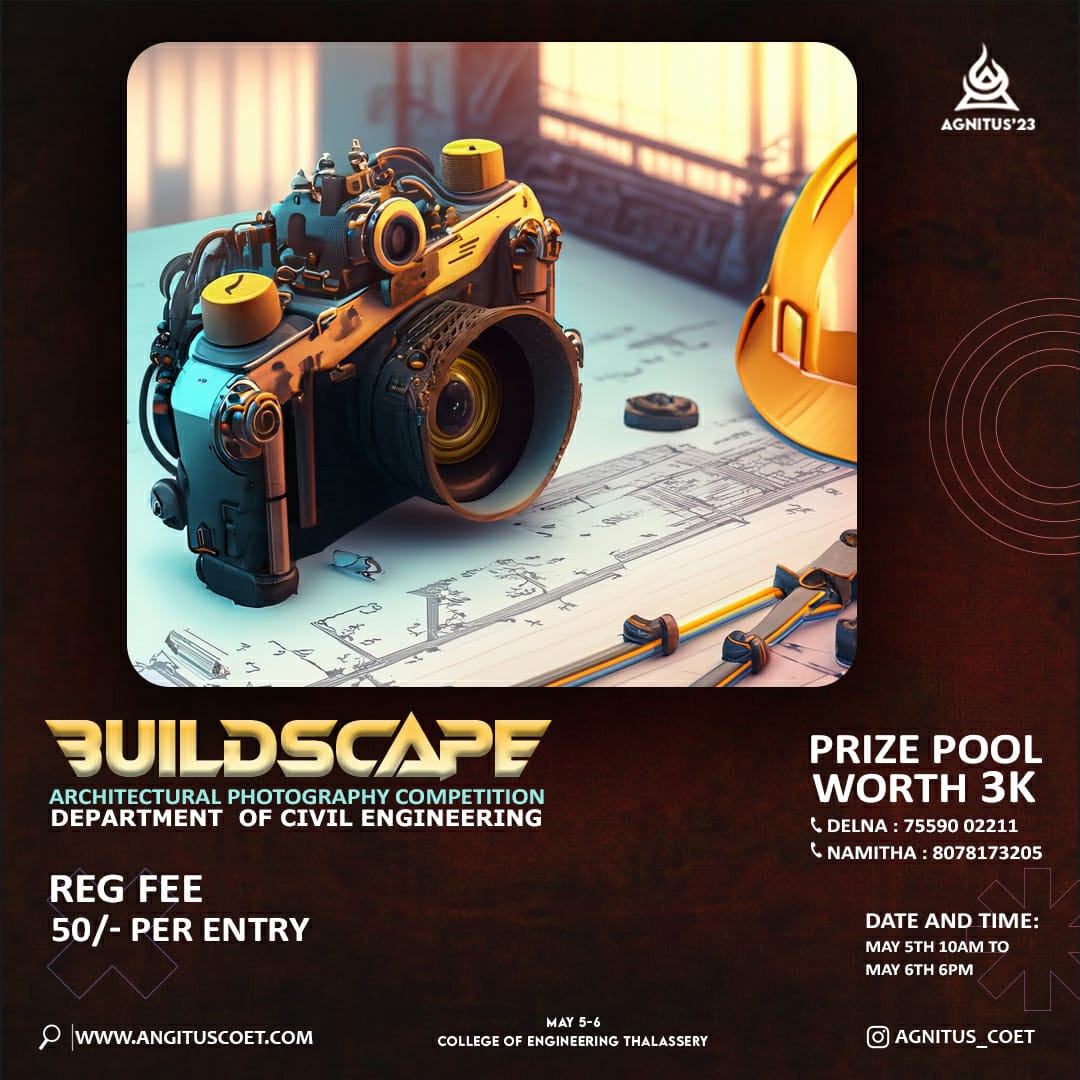 AGNITUS'23
BUILDSCAPE
ARCHITECTURAL PHOTOGRAPHY COMPETITION
DEPARTMENT OF CIVIL ENGINEERING
REG FEE
50/- PER ENTRY
PRIZE POOL
WORTH 3K
DELNA : 75590 02211
NAMITHA : 8078173205
DATE AND TIME:
MAY 5TH 10AM TO
MAY 6TH 6PM
WWW.ANGITUSCOET.COM
MAY 5-6
COLLEGE OF ENGINEERING THALASSERY
AGNITUS_COET